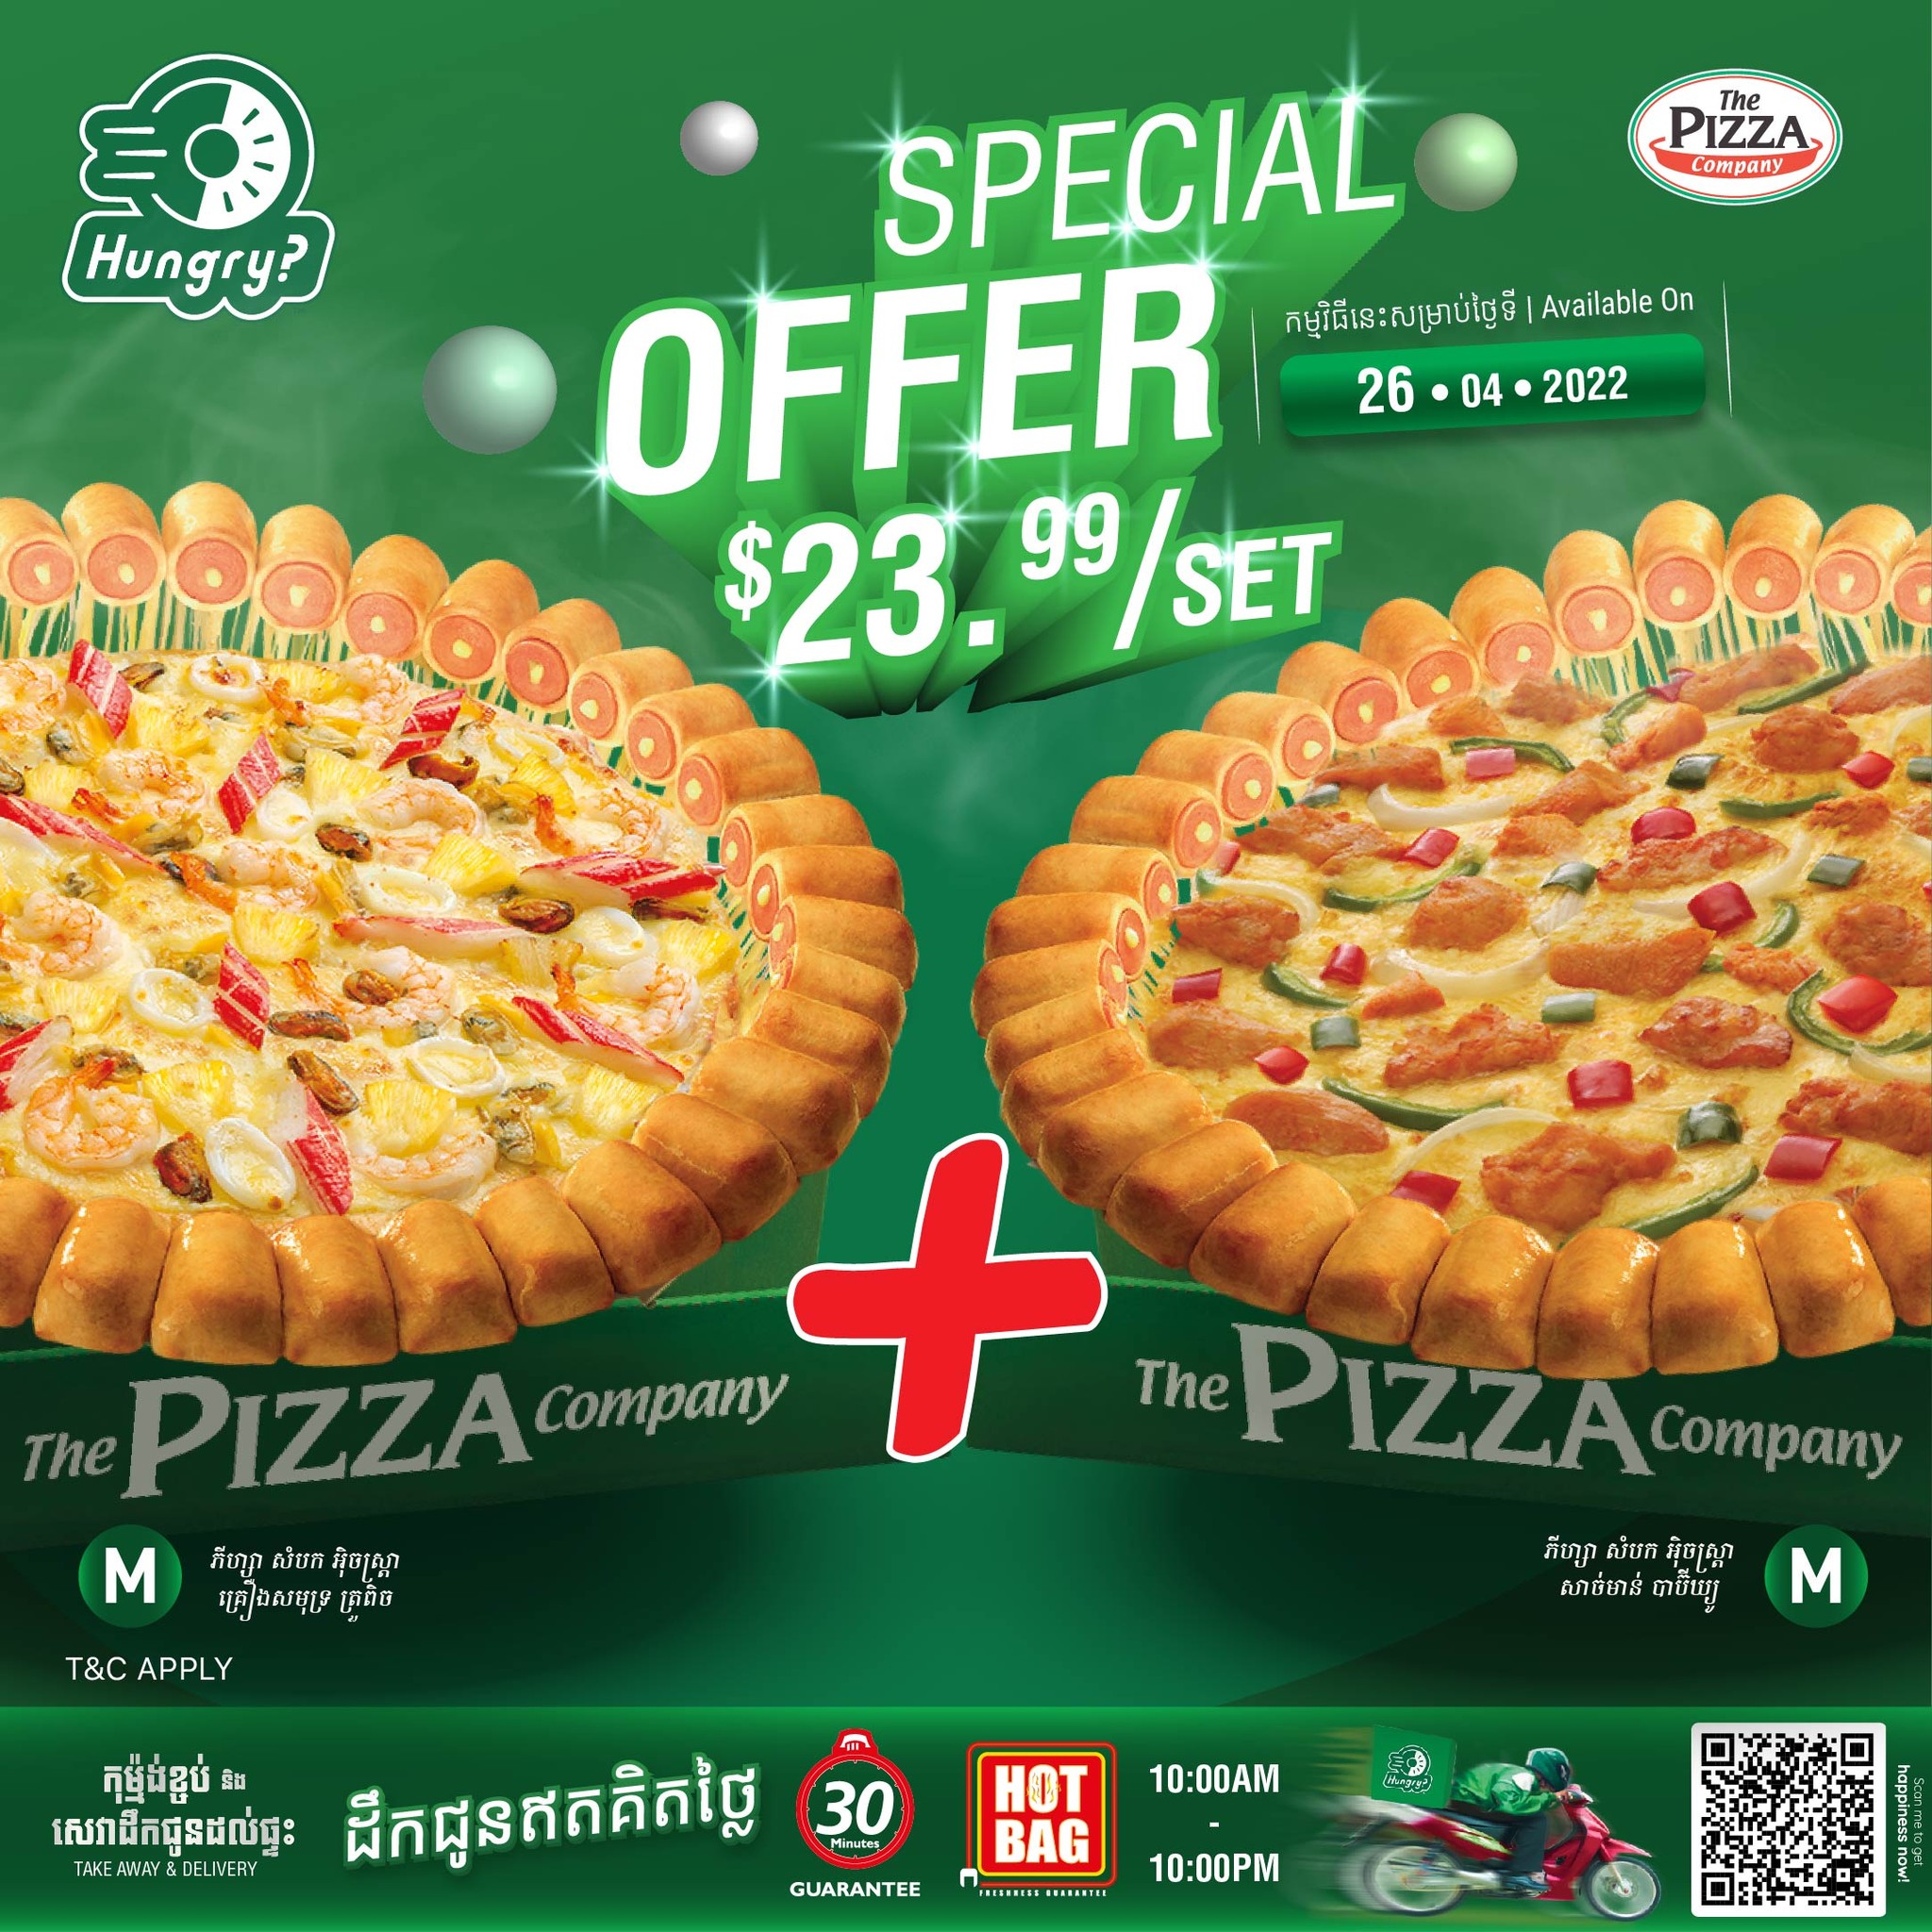 Hungry?
The
PIZZA
Company
SPECIAL
OFFER
$23.99/SET
កម្មវិធីនេះសម្រាប់ថ្ងៃទី | Available On
26 • 04 • 2022
The PIZZA Company
The PIZZA Company
M
ភីហ្សា សំបក អ៊ិចស្ត្រា
គ្រឿងសមុទ្រ ត្រូពិច
ភីហ្សា សំបក អ៊ិចស្ត្រា
សាច់មាន់ បាប៊ីឃ្យូ
M
T&C APPLY
កុម្ម៉ង់ខ្ចប់ និង
សេវាដឹកជូនដល់ផ្ទះ
TAKE AWAY & DELIVERY
ដឹកជូនឥតគិតថ្លៃ
30
Minutes
GUARANTEE
HOT
BAG
FRESHNESS GUARANTEE
10:00AM
-
10:00PM
Hungry?
Scan me to get
happiness now!